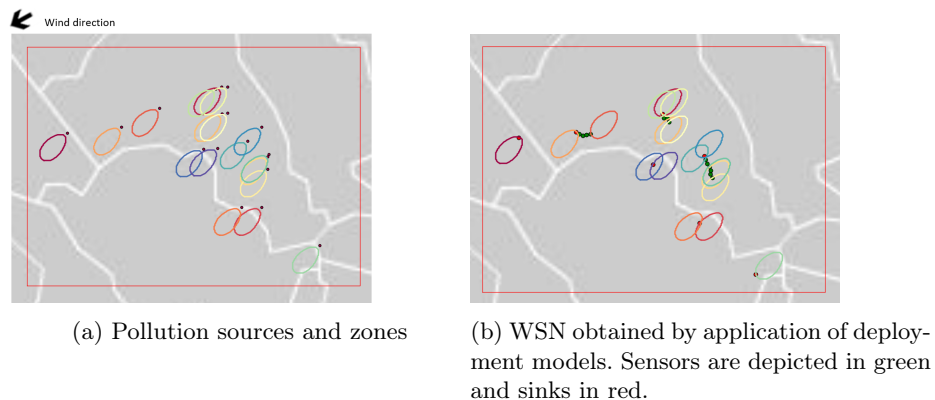 Wind direction
(a) Pollution sources and zones
(b) WSN obtained by application of deploy-
ment models. Sensors are depicted in green
and sinks in red.